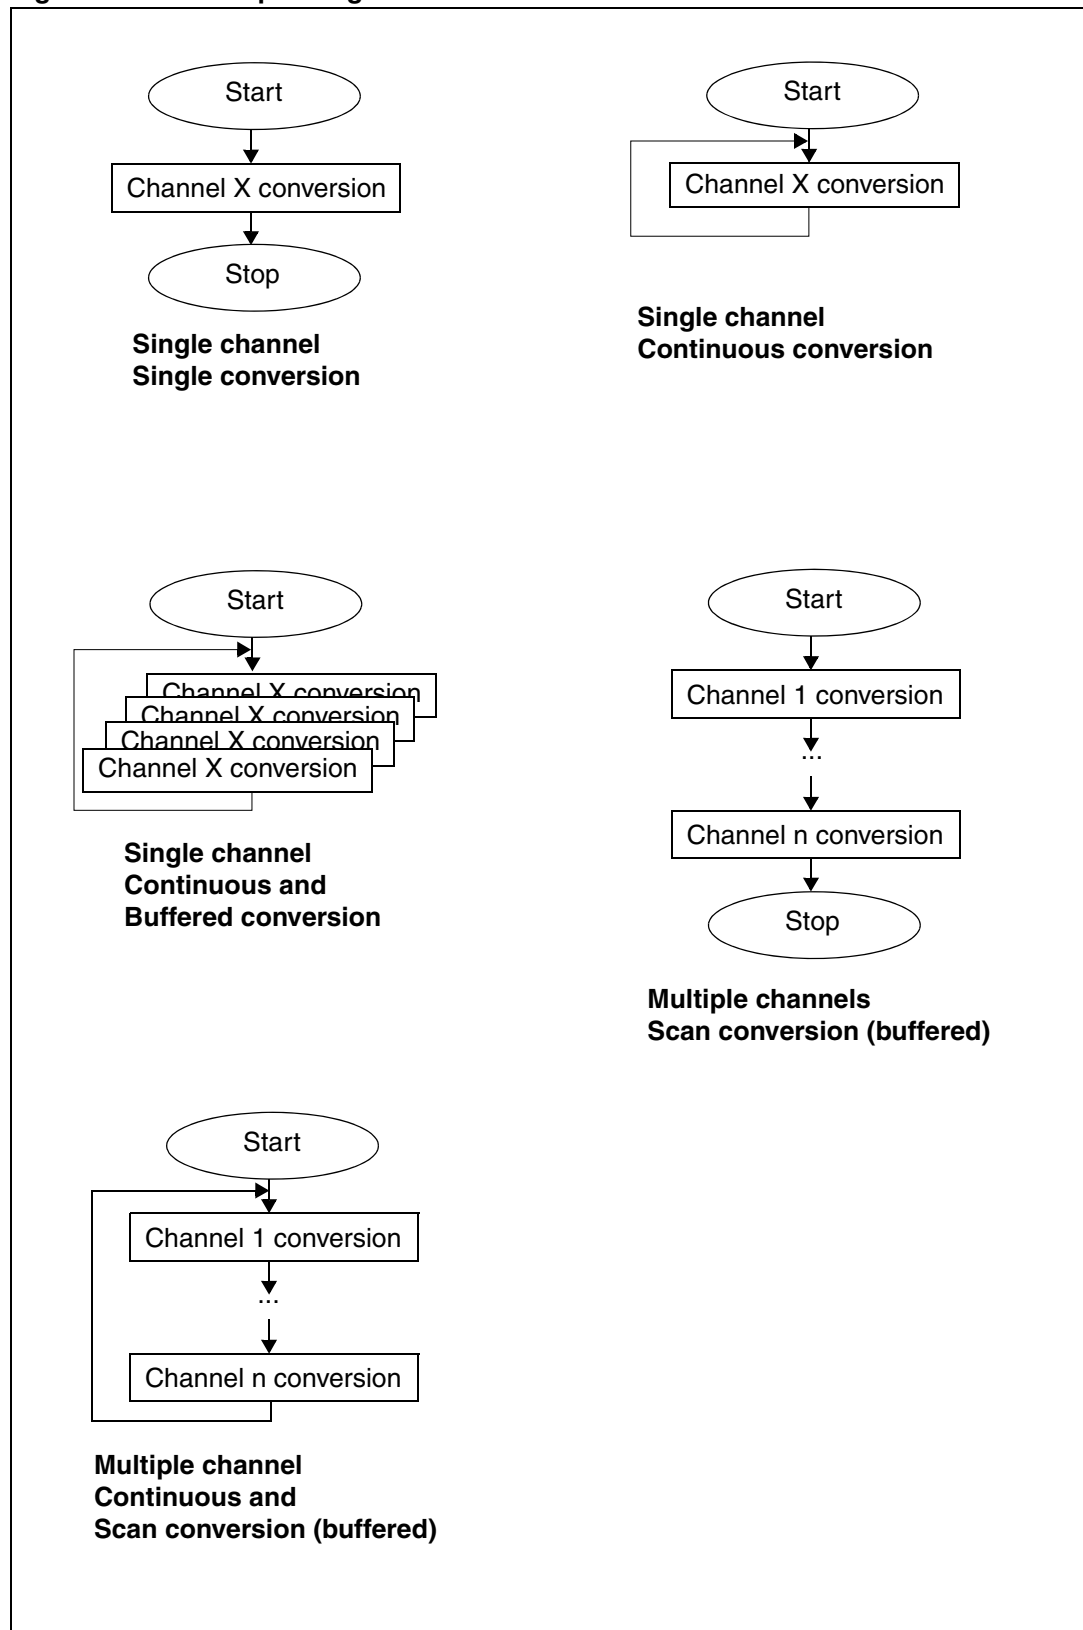 Start
Channel X conversion
Stop
Single channel
Single conversion
Start
Channel X conversion
Single channel
Continuous conversion
Start
Channel X conversion
Channel X conversion
Channel X conversion
Channel X conversion
Single channel
Continuous and
Buffered conversion
Start
Channel 1 conversion
...
Channel n conversion
Stop
Multiple channels
Scan conversion (buffered)
Start
Channel 1 conversion
...
Channel n conversion
Multiple channel
Continuous and
Scan conversion (buffered)